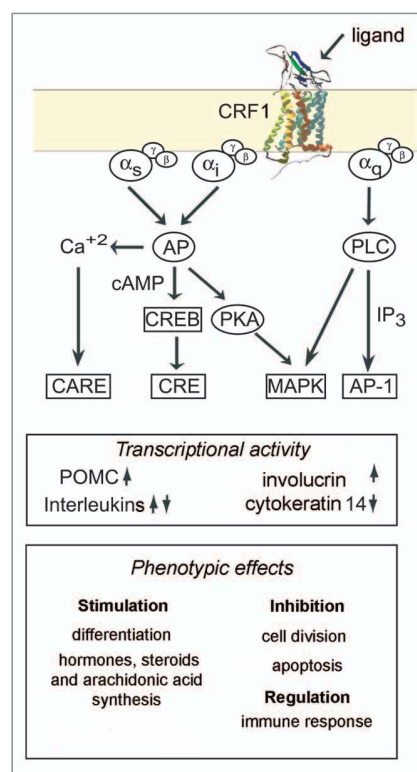 ligand
CRF1
αs γ β
αi γ β
αq γ β
Ca+2
AP
PLC
cAMP
IP3
CREB
PKA
CARE
CRE
MAPK
AP-1
Transcriptional activity
POMC
involucrin
Interleukins
cytokeratin 14
Phenotypic effects
Stimulation
differentiation
hormones, steroids
and arachidonic acid
synthesis
Inhibition
cell division
apoptosis
Regulation
immune response